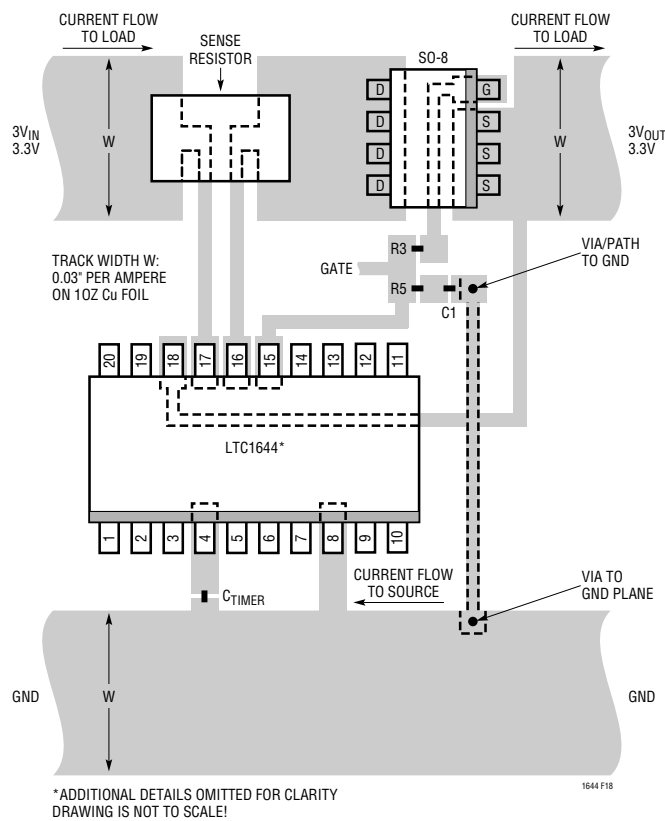 CURRENT FLOW
TO LOAD
SENSE
RESISTOR
SO-8
CURRENT FLOW
TO LOAD
3VIN
3.3V
W
D
D
D
D
G
S
S
S
W
3VOUT
3.3V
TRACK WIDTH W:
0.03" PER AMPERE
ON 1OZ Cu FOIL
R3
GATE
R5
C1
VIA/PATH
TO GND
20
19
18
17
16
15
14
13
12
11
LTC1644*
1
2
3
4
5
6
7
8
9
10
CTIMER
CURRENT FLOW
TO SOURCE
VIA TO
GND PLANE
GND
W
GND
*ADDITIONAL DETAILS OMITTED FOR CLARITY
DRAWING IS NOT TO SCALE!
1644 F18